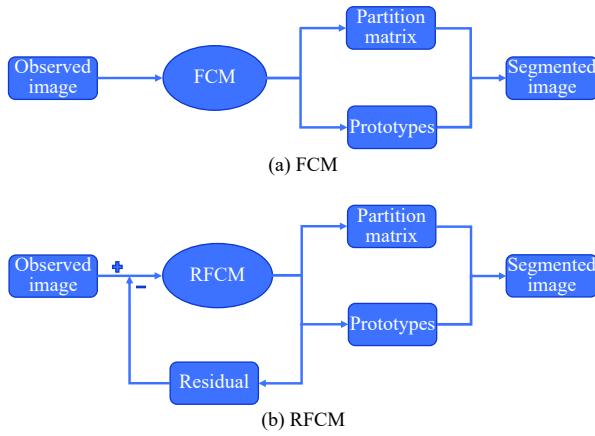 Partition
matrix
Observed
image
FCM
Segmented
image
Prototypes
(a) FCM
Partition
matrix
Observed
image
+
−
RFCM
Segmented
image
Prototypes
Residual
(b) RFCM